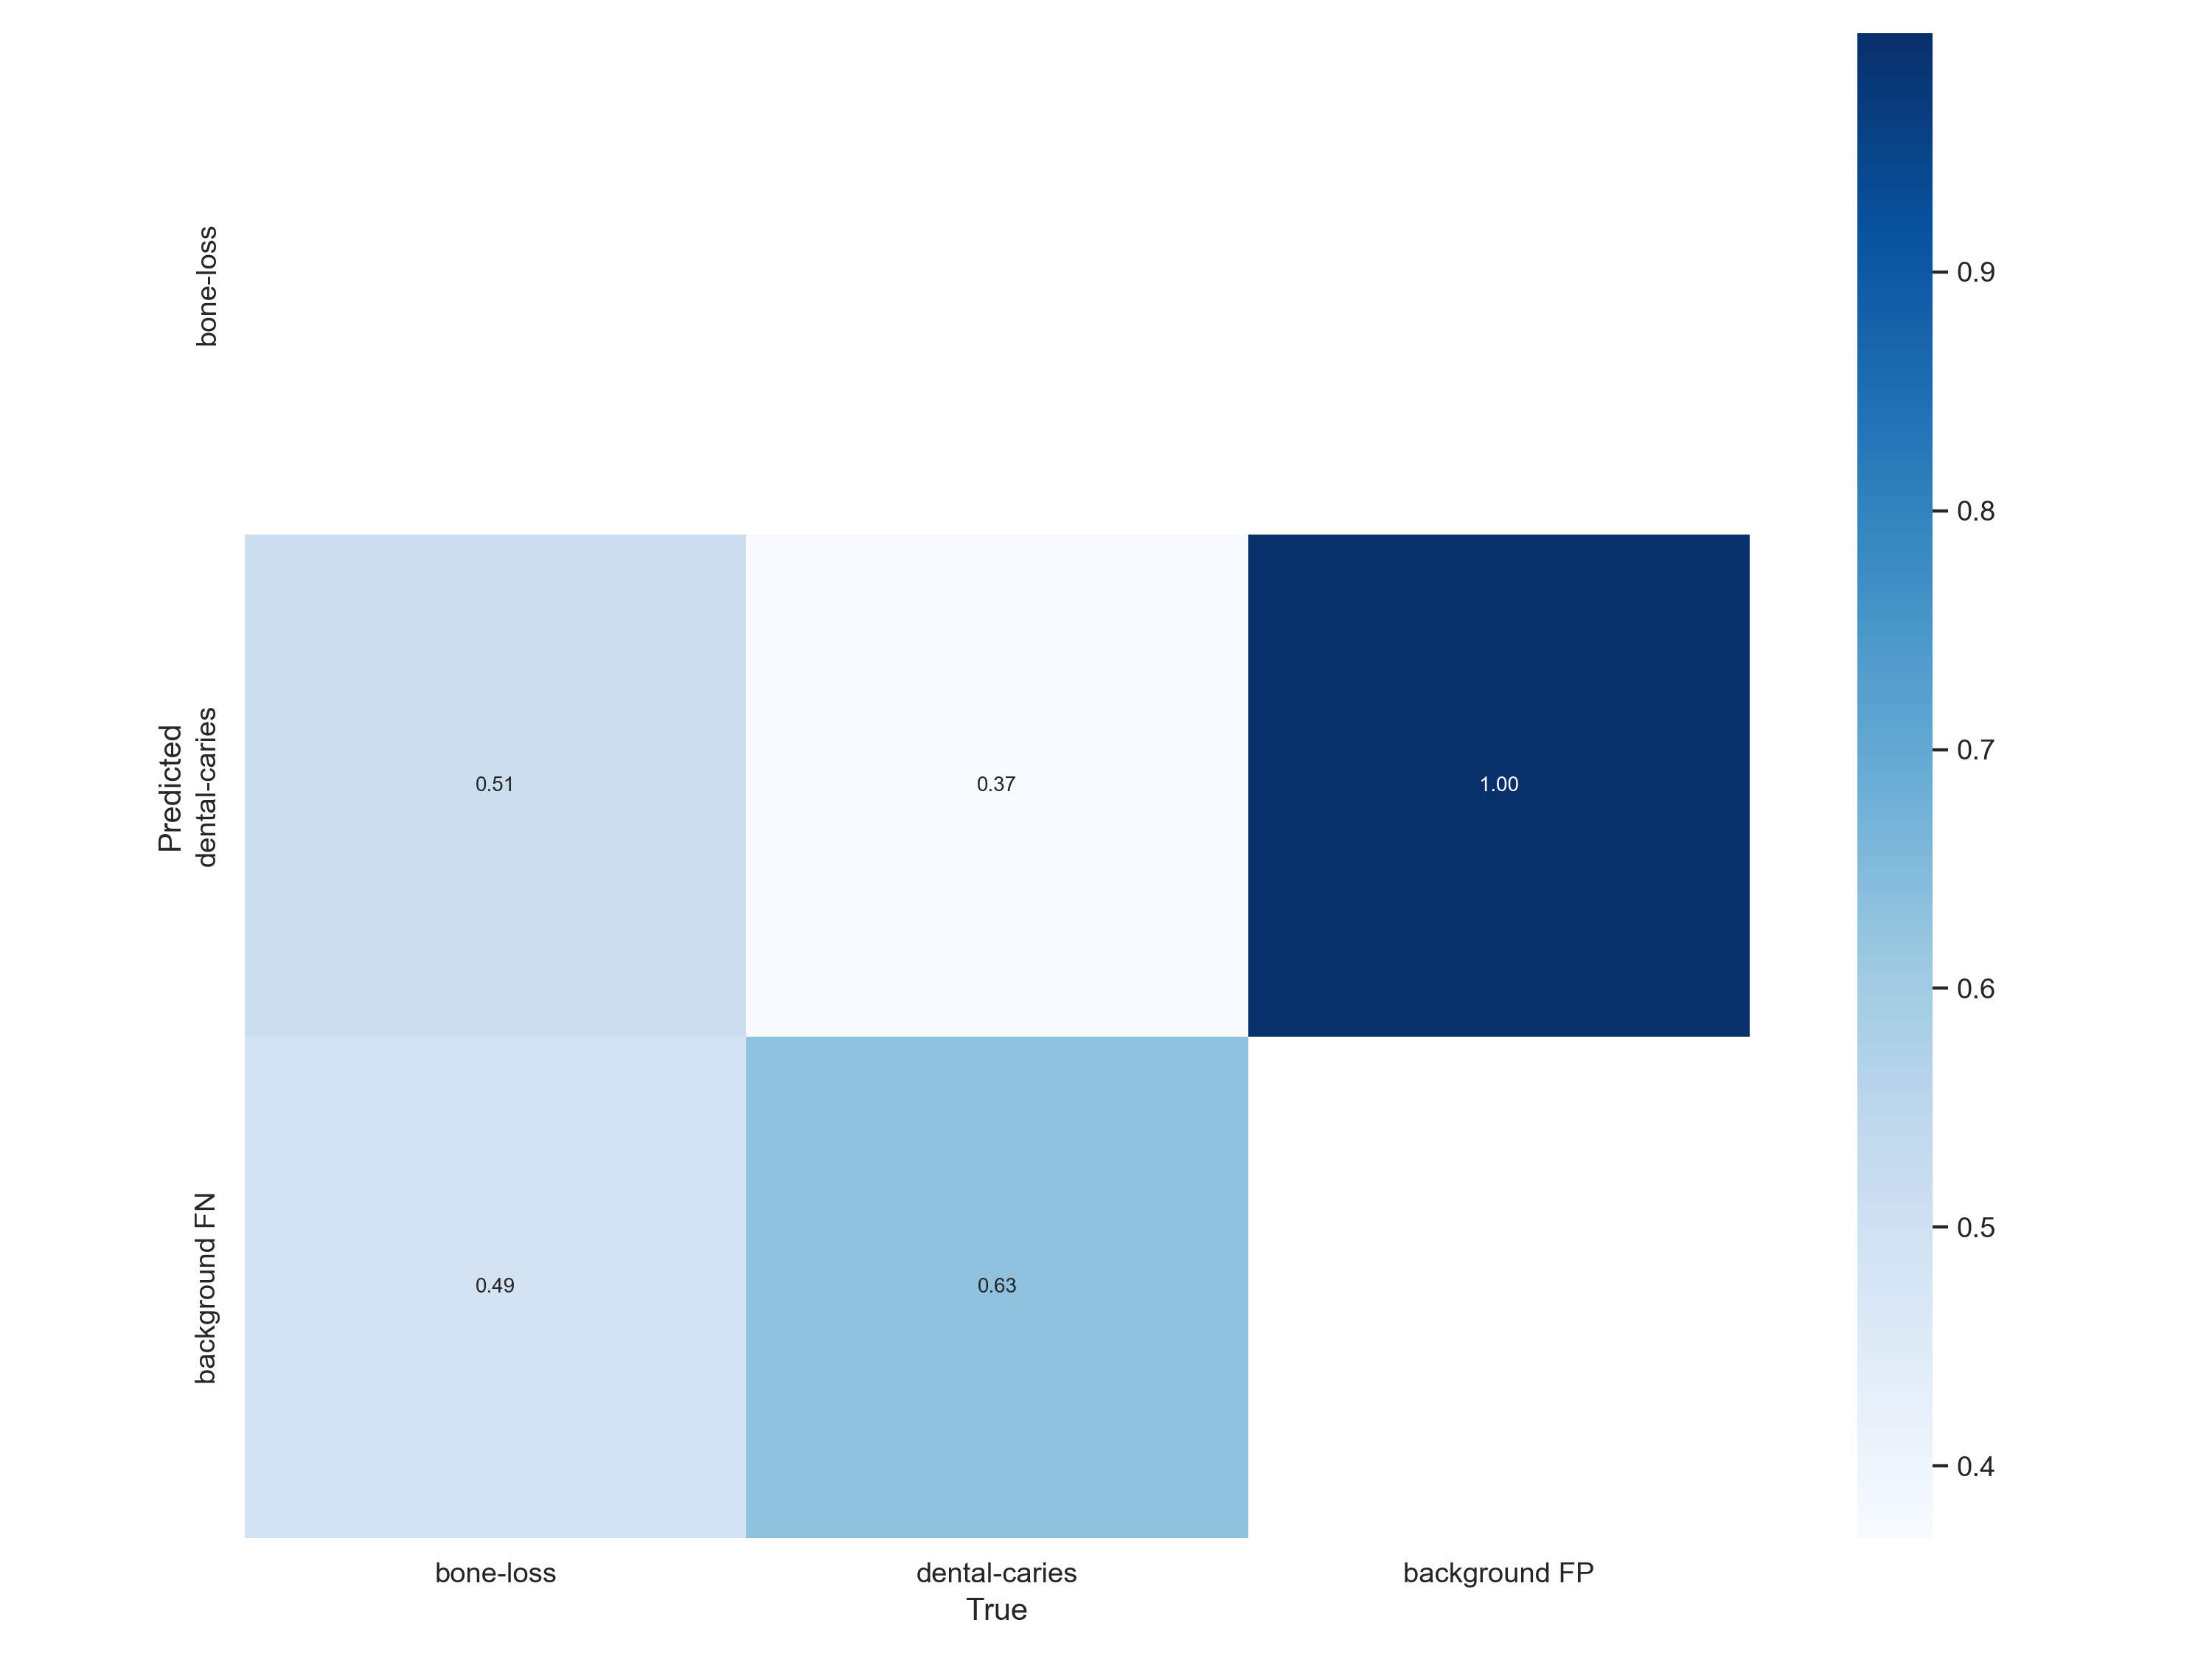 bone-loss
Predicted
dental-caries
background FN
0.51
0.37
1.00
0.49
0.63
bone-loss
dental-caries
background FP
True
0.9
0.8
0.7
0.6
0.5
0.4